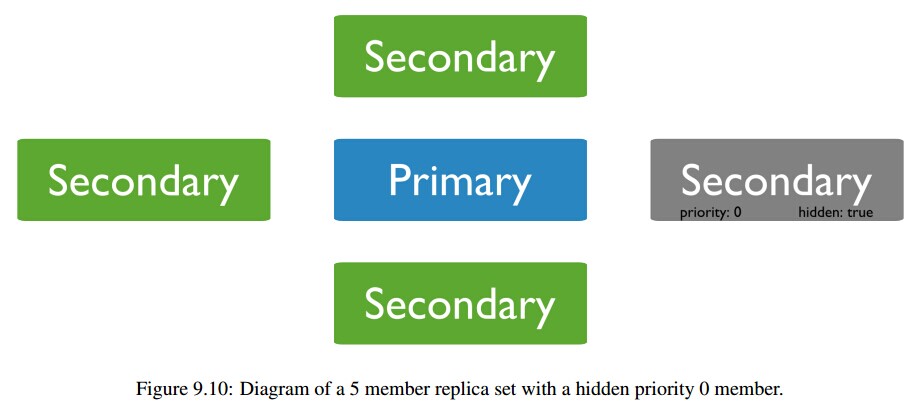 Secondary
Secondary
Primary
Secondary
priority: 0 hidden: true
Secondary
Figure 9.10: Diagram of a 5 member replica set with a hidden priority 0 member.